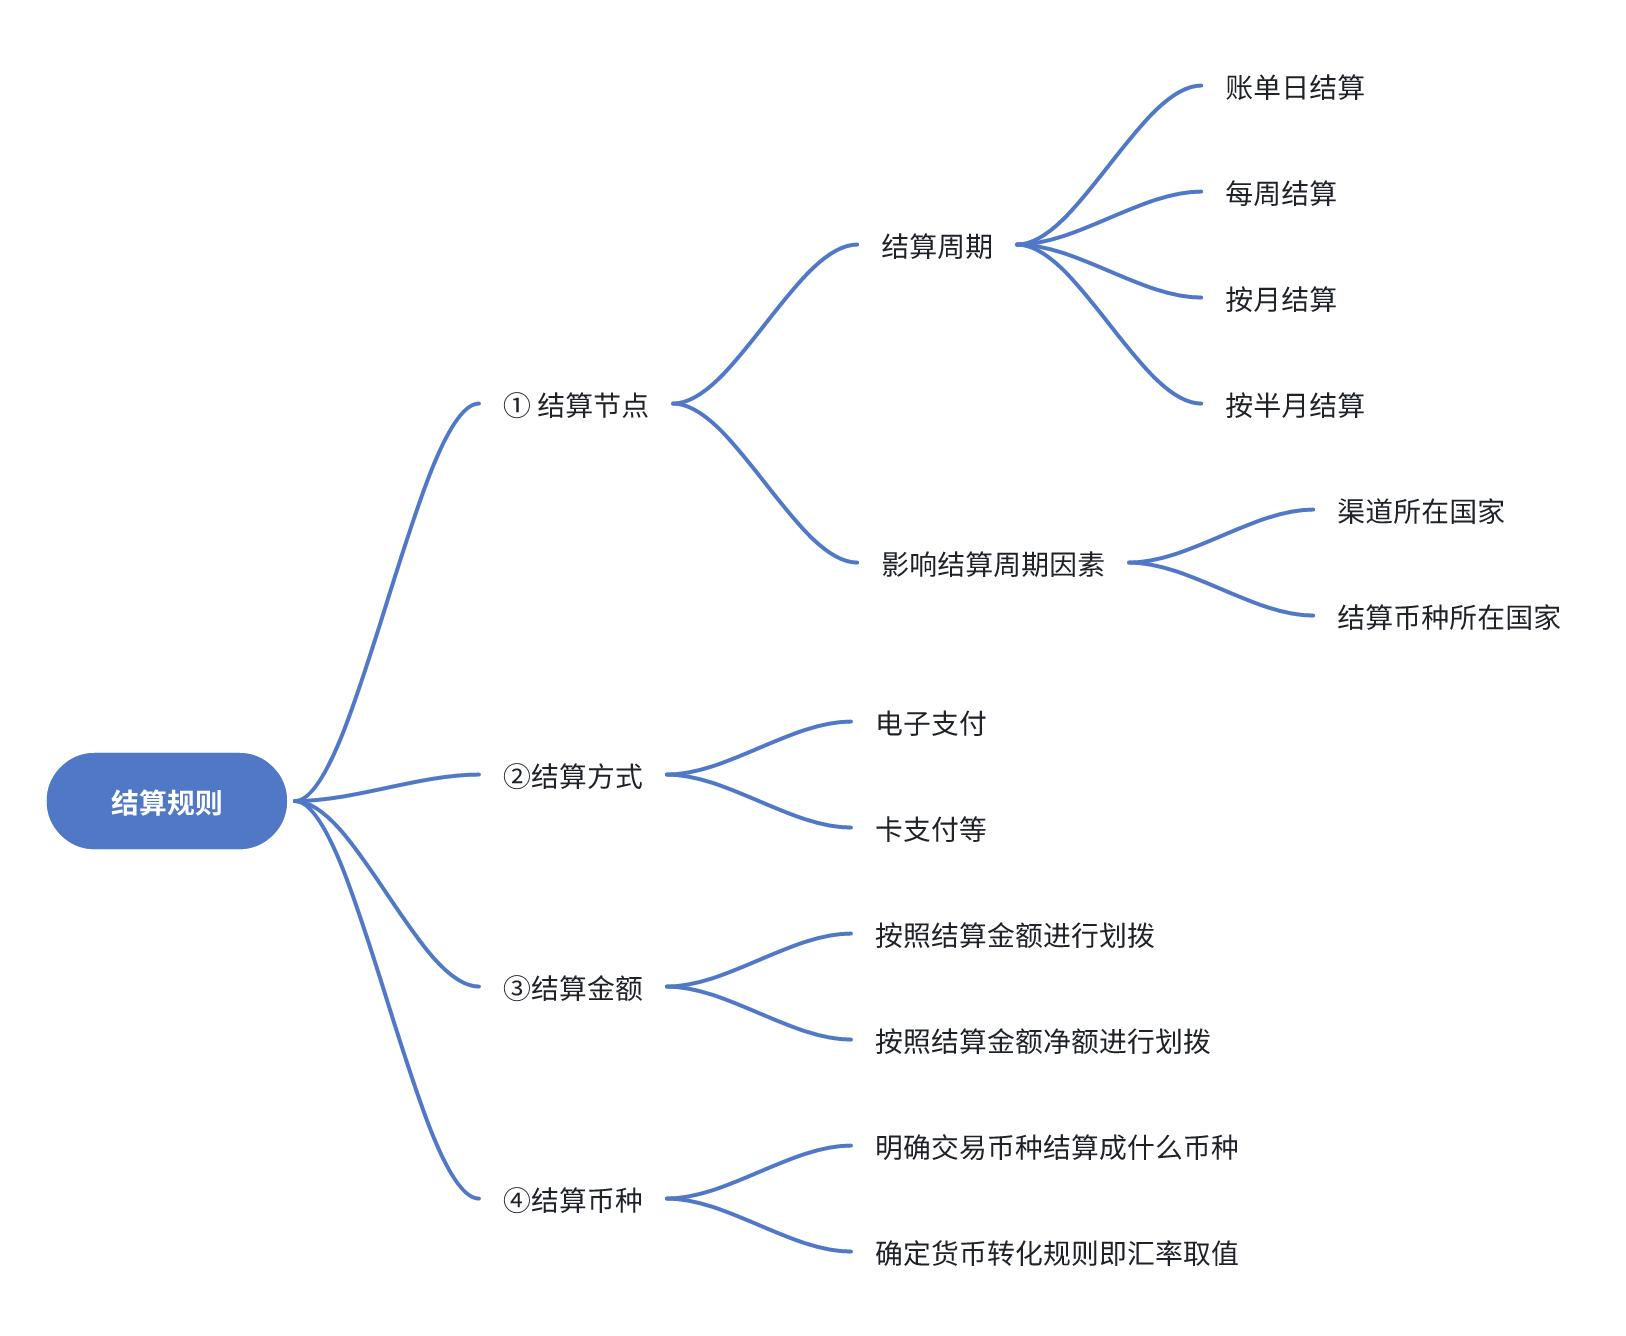 结算规则
① 结算节点
结算周期
账单日结算
每周结算
按月结算
按半月结算
影响结算周期因素
渠道所在国家
结算币种所在国家
②结算方式
电子支付
卡支付等
③结算金额
按照结算金额进行划拨
按照结算金额净额进行划拨
④结算币种
明确交易币种结算成什么币种
确定货币转化规则即汇率取值